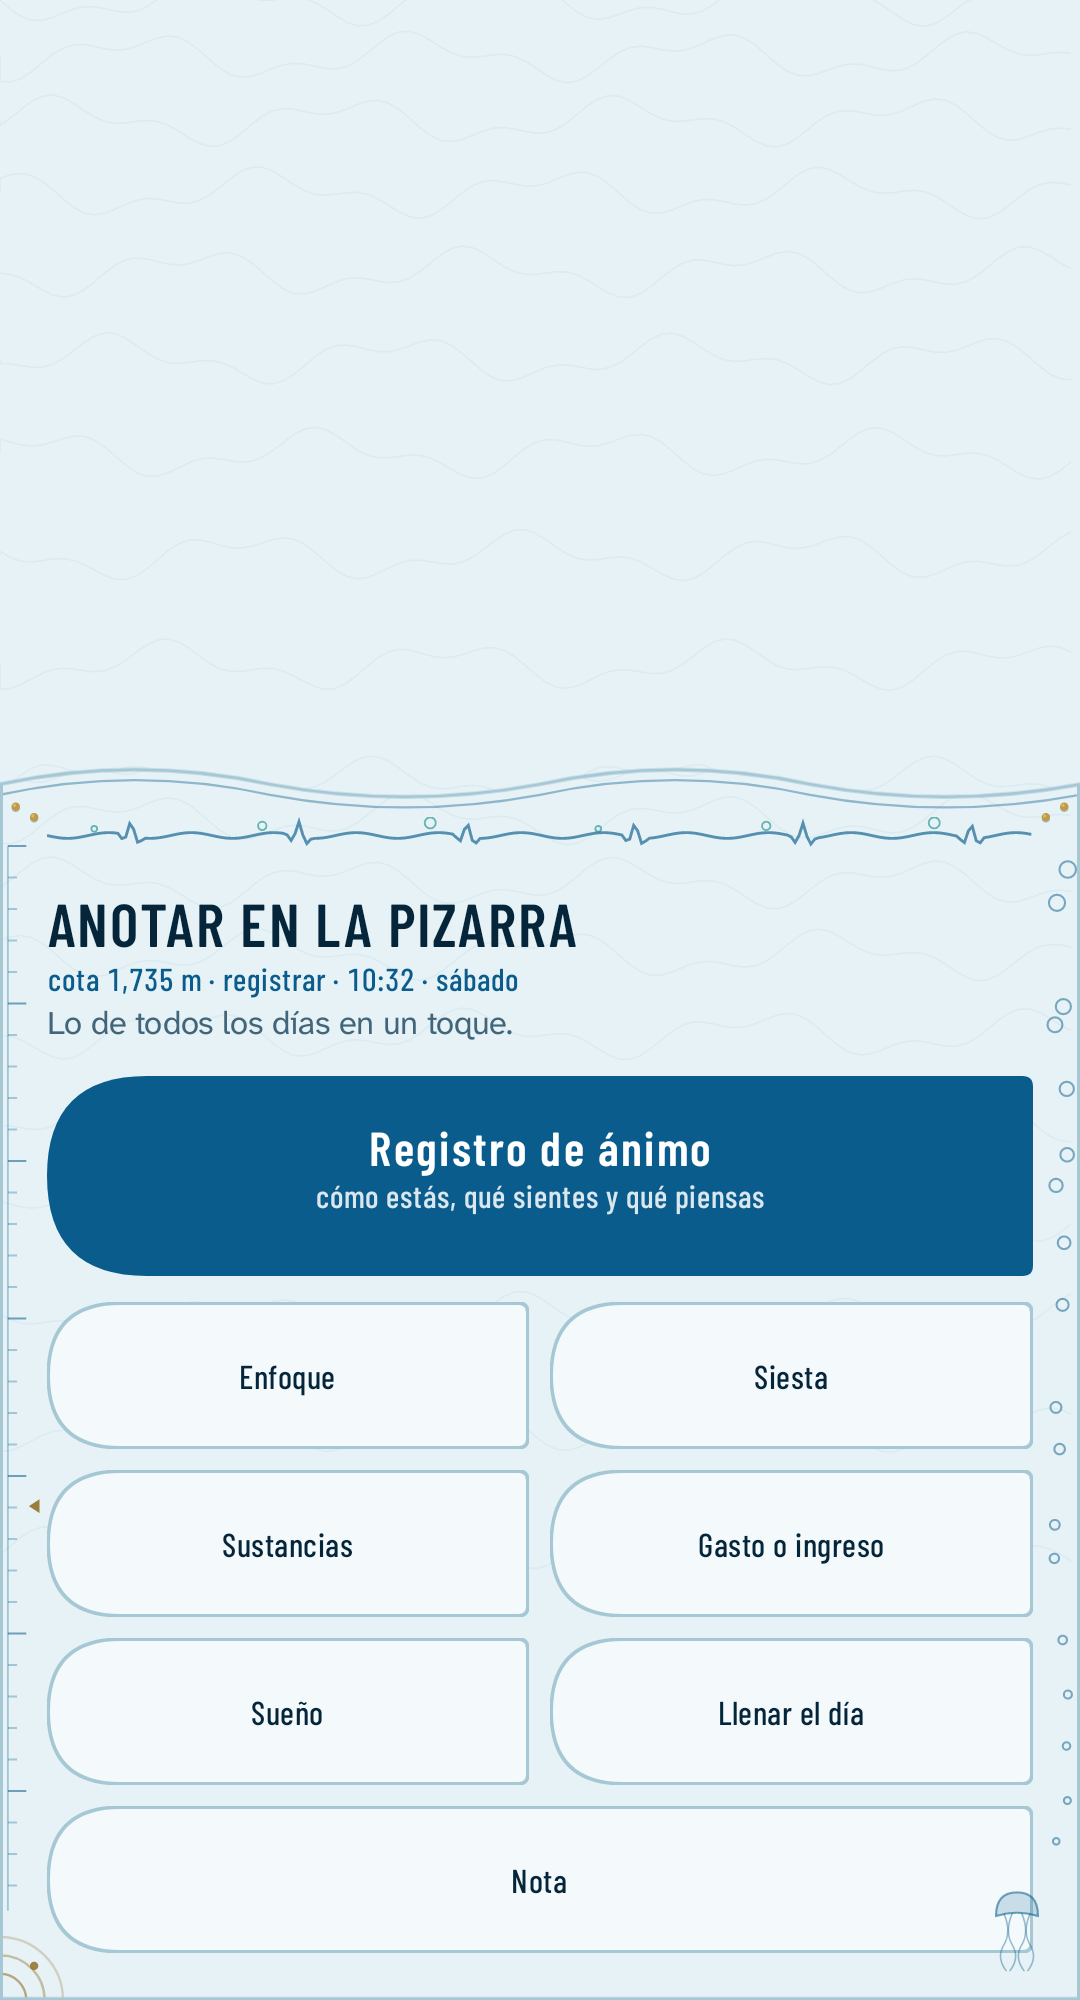 ANOTAR EN LA PIZARRA
cota 1,735 m · registrar · 10:32 · sábado
Lo de todos los días en un toque.
Registro de ánimo
cómo estás, qué sientes y qué piensas
Enfoque
Siesta
Sustancias
Gasto o ingreso
Sueño
Llenar el día
Nota